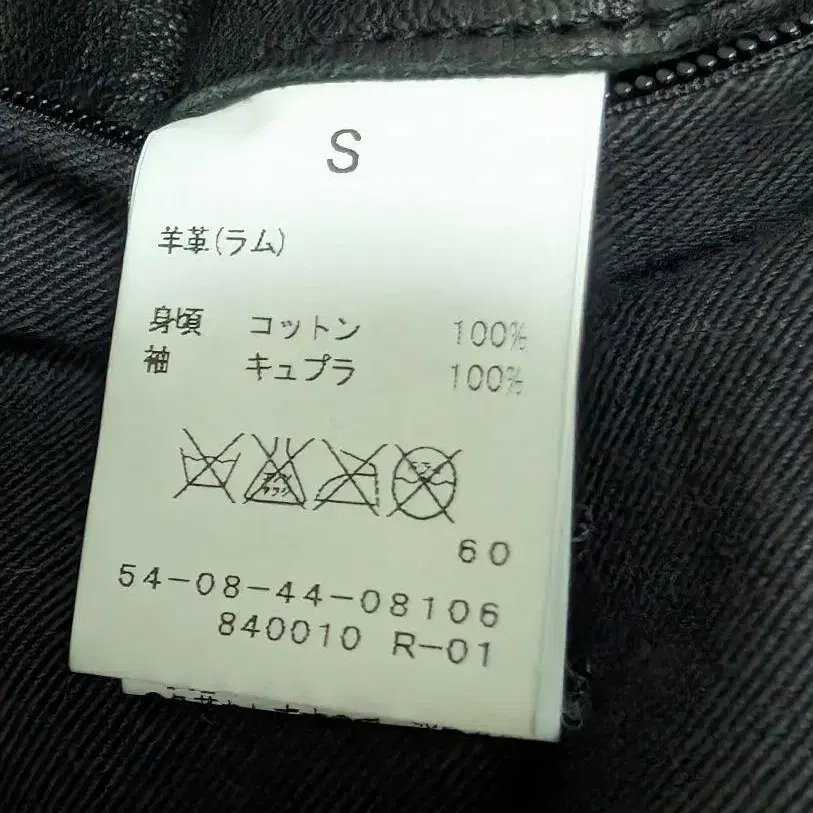 S
羊革(ラム)
身頃 コットン 100%
袖 キュプラ 100%
60
54-08-44-08106
840010 R-01